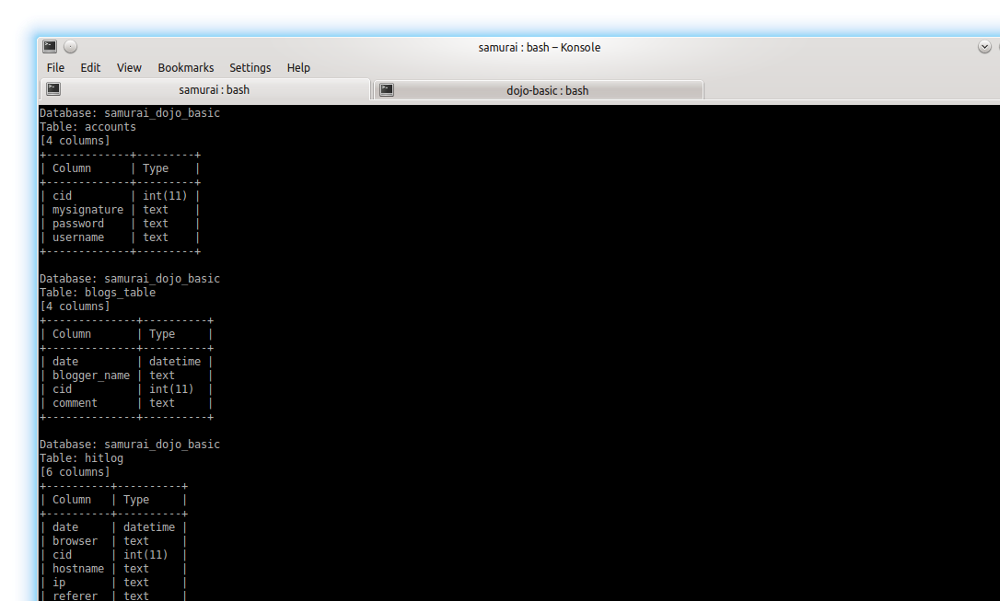 samurai : bash – Konsole
File Edit View Bookmarks Settings Help
samurai : bash dojo-basic : bash
Database: samurai_dojo_basic
Table: accounts
[4 columns]
+-------------+---------+
| Column      | Type    |
+-------------+---------+
| cid         | int(11) |
| mysignature | text    |
| password    | text    |
| username    | text    |
+-------------+---------+
Database: samurai_dojo_basic
Table: blogs_table
[4 columns]
+--------------+----------+
| Column       | Type     |
+--------------+----------+
| date         | datetime |
| blogger_name | text     |
| cid          | int(11)  |
| comment      | text     |
+--------------+----------+
Database: samurai_dojo_basic
Table: hitlog
[6 columns]
+----------+----------+
| Column   | Type     |
+----------+----------+
| date     | datetime |
| browser  | text     |
| cid      | int(11)  |
| hostname | text     |
| ip       | text     |
| referer  | text     |